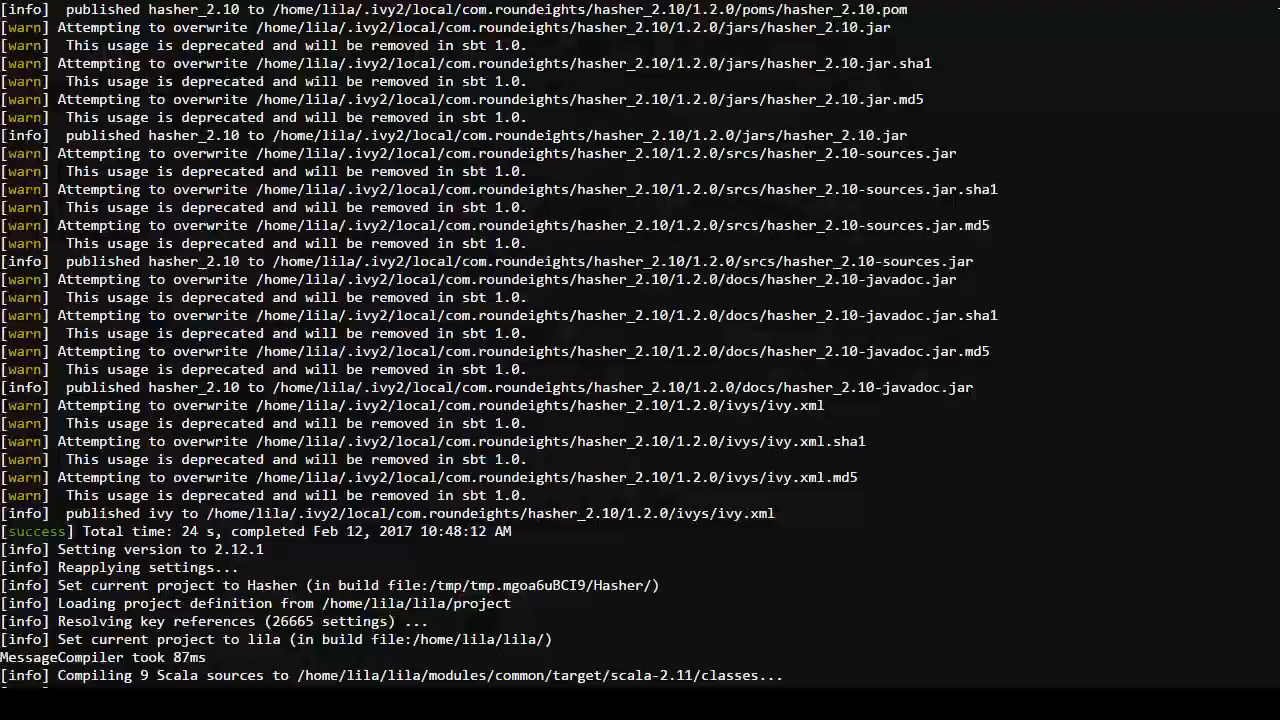 [info]  published hasher_2.10 to /home/lila/.ivy2/local/com.roundeights/hasher_2.10/1.2.0/poms/hasher_2.10.pom
[warn] Attempting to overwrite /home/lila/.ivy2/local/com.roundeights/hasher_2.10/1.2.0/jars/hasher_2.10.jar
[warn]  This usage is deprecated and will be removed in sbt 1.0.
[warn] Attempting to overwrite /home/lila/.ivy2/local/com.roundeights/hasher_2.10/1.2.0/jars/hasher_2.10.jar.sha1
[warn]  This usage is deprecated and will be removed in sbt 1.0.
[warn] Attempting to overwrite /home/lila/.ivy2/local/com.roundeights/hasher_2.10/1.2.0/jars/hasher_2.10.jar.md5
[warn]  This usage is deprecated and will be removed in sbt 1.0.
[info]  published hasher_2.10 to /home/lila/.ivy2/local/com.roundeights/hasher_2.10/1.2.0/jars/hasher_2.10.jar
[warn] Attempting to overwrite /home/lila/.ivy2/local/com.roundeights/hasher_2.10/1.2.0/srcs/hasher_2.10-sources.jar
[warn]  This usage is deprecated and will be removed in sbt 1.0.
[warn] Attempting to overwrite /home/lila/.ivy2/local/com.roundeights/hasher_2.10/1.2.0/srcs/hasher_2.10-sources.jar.sha1
[warn]  This usage is deprecated and will be removed in sbt 1.0.
[warn] Attempting to overwrite /home/lila/.ivy2/local/com.roundeights/hasher_2.10/1.2.0/srcs/hasher_2.10-sources.jar.md5
[warn]  This usage is deprecated and will be removed in sbt 1.0.
[info]  published hasher_2.10 to /home/lila/.ivy2/local/com.roundeights/hasher_2.10/1.2.0/srcs/hasher_2.10-sources.jar
[warn] Attempting to overwrite /home/lila/.ivy2/local/com.roundeights/hasher_2.10/1.2.0/docs/hasher_2.10-javadoc.jar
[warn]  This usage is deprecated and will be removed in sbt 1.0.
[warn] Attempting to overwrite /home/lila/.ivy2/local/com.roundeights/hasher_2.10/1.2.0/docs/hasher_2.10-javadoc.jar.sha1
[warn]  This usage is deprecated and will be removed in sbt 1.0.
[warn] Attempting to overwrite /home/lila/.ivy2/local/com.roundeights/hasher_2.10/1.2.0/docs/hasher_2.10-javadoc.jar.md5
[warn]  This usage is deprecated and will be removed in sbt 1.0.
[info]  published hasher_2.10 to /home/lila/.ivy2/local/com.roundeights/hasher_2.10/1.2.0/docs/hasher_2.10-javadoc.jar
[warn] Attempting to overwrite /home/lila/.ivy2/local/com.roundeights/hasher_2.10/1.2.0/ivys/ivy.xml
[warn]  This usage is deprecated and will be removed in sbt 1.0.
[warn] Attempting to overwrite /home/lila/.ivy2/local/com.roundeights/hasher_2.10/1.2.0/ivys/ivy.xml.sha1
[warn]  This usage is deprecated and will be removed in sbt 1.0.
[warn] Attempting to overwrite /home/lila/.ivy2/local/com.roundeights/hasher_2.10/1.2.0/ivys/ivy.xml.md5
[warn]  This usage is deprecated and will be removed in sbt 1.0.
[info]  published ivy to /home/lila/.ivy2/local/com.roundeights/hasher_2.10/1.2.0/ivys/ivy.xml
[success] Total time: 24 s, completed Feb 12, 2017 10:48:12 AM
[info] Setting version to 2.12.1
[info] Reapplying settings...
[info] Set current project to Hasher (in build file:/tmp/tmp.mgoa6uBCI9/Hasher/)
[info] Loading project definition from /home/lila/lila/project
[info] Resolving key references (26665 settings) ...
[info] Set current project to lila (in build file:/home/lila/lila/)
MessageCompiler took 87ms
[info] Compiling 9 Scala sources to /home/lila/lila/modules/common/target/scala-2.11/classes...